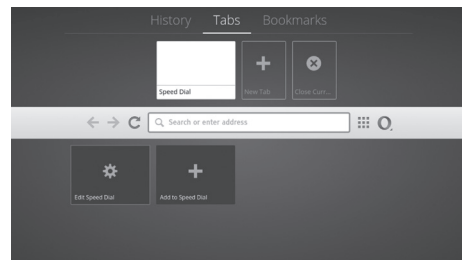 History Tabs Bookmarks
Speed Dial New Tab Close Curr...
Search or enter address
Edit Speed Dial Add to Speed Dial